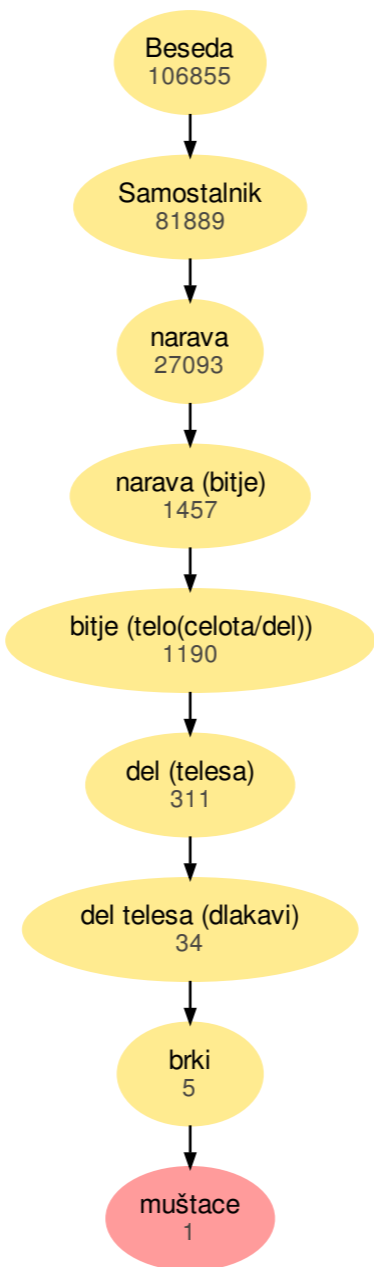 Beseda
106855
Samostalnik
81889
narava
27093
narava (bitje)
1457
bitje (telo(celota/del))
1190
del (telesa)
311
del telesa (dlakavi)
34
brki
5
muštace
1